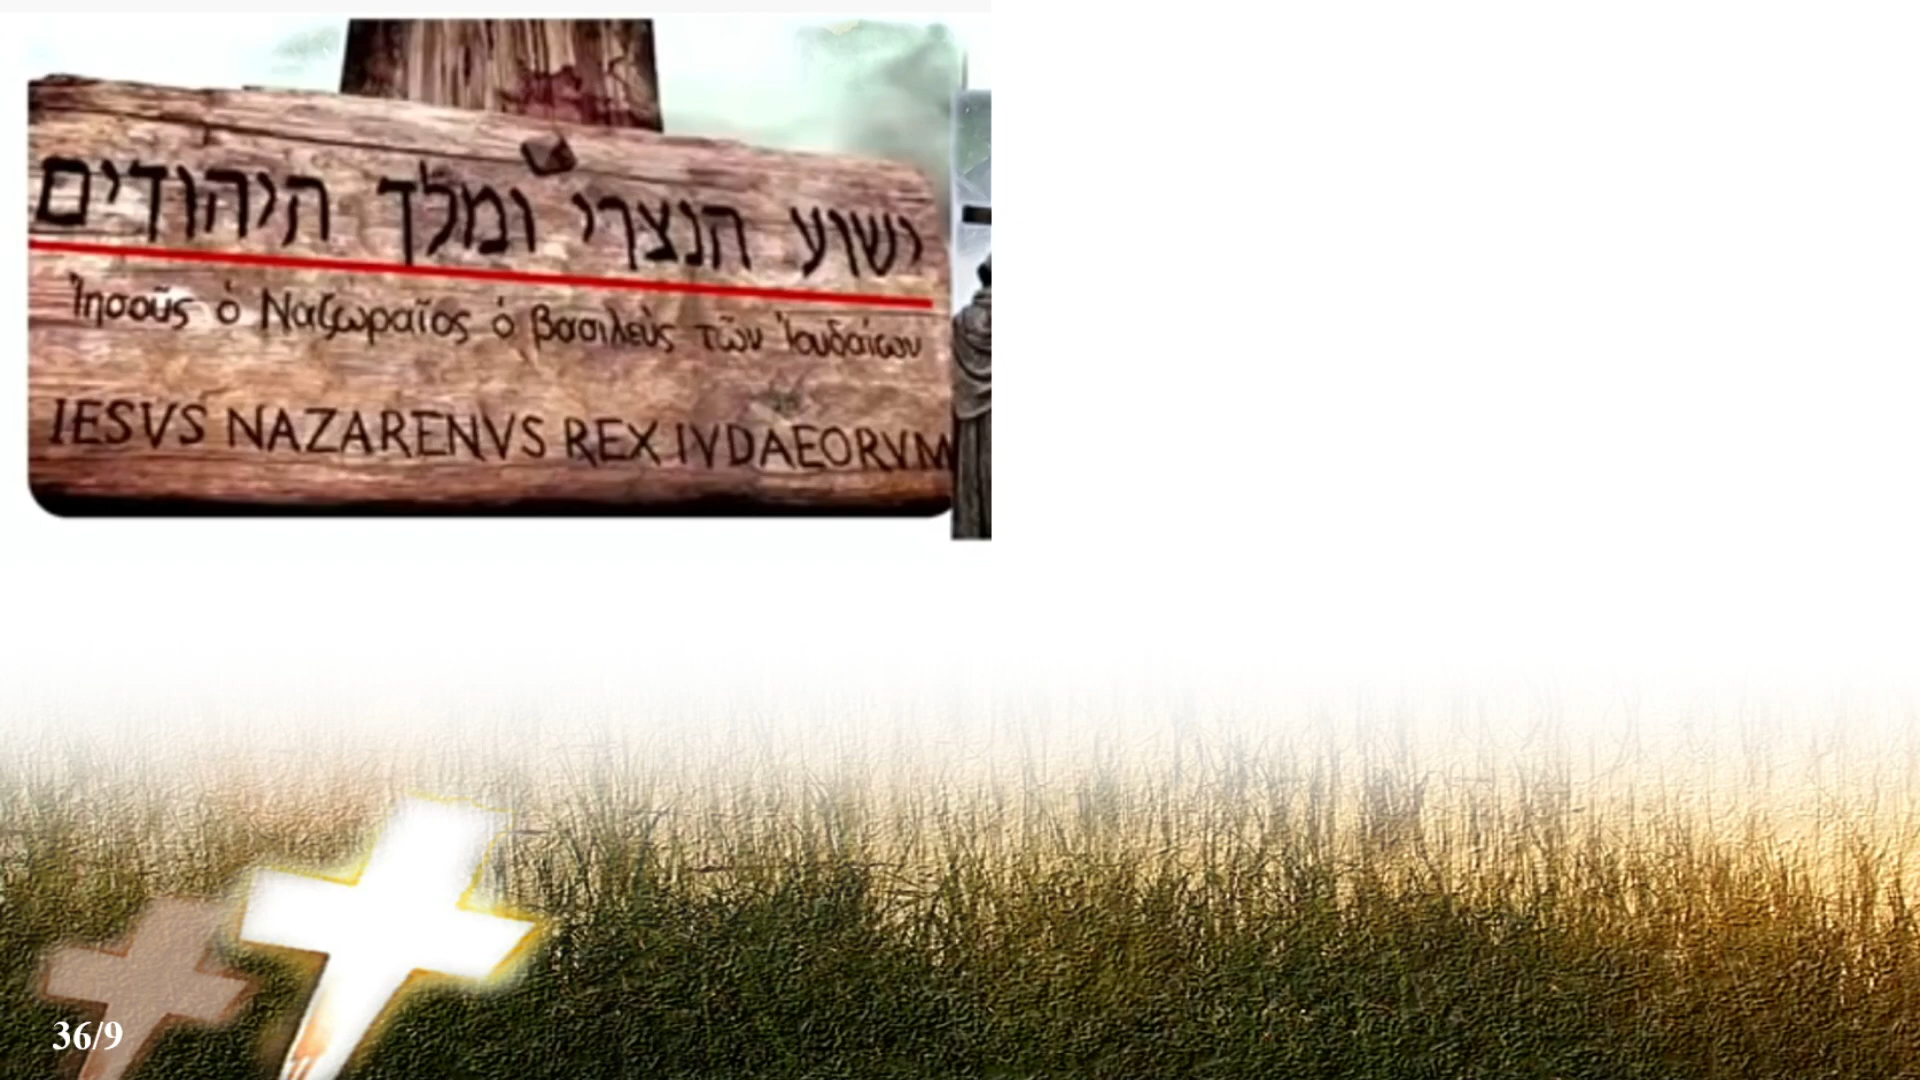 ישוע הנצרי ומלך היהודים
Ἰησοῦς ὁ Ναζωραῖος ὁ βασιλεὺς τῶν Ἰουδαίων
IESVS NAZARENVS REX IVDAEORVM
36/9